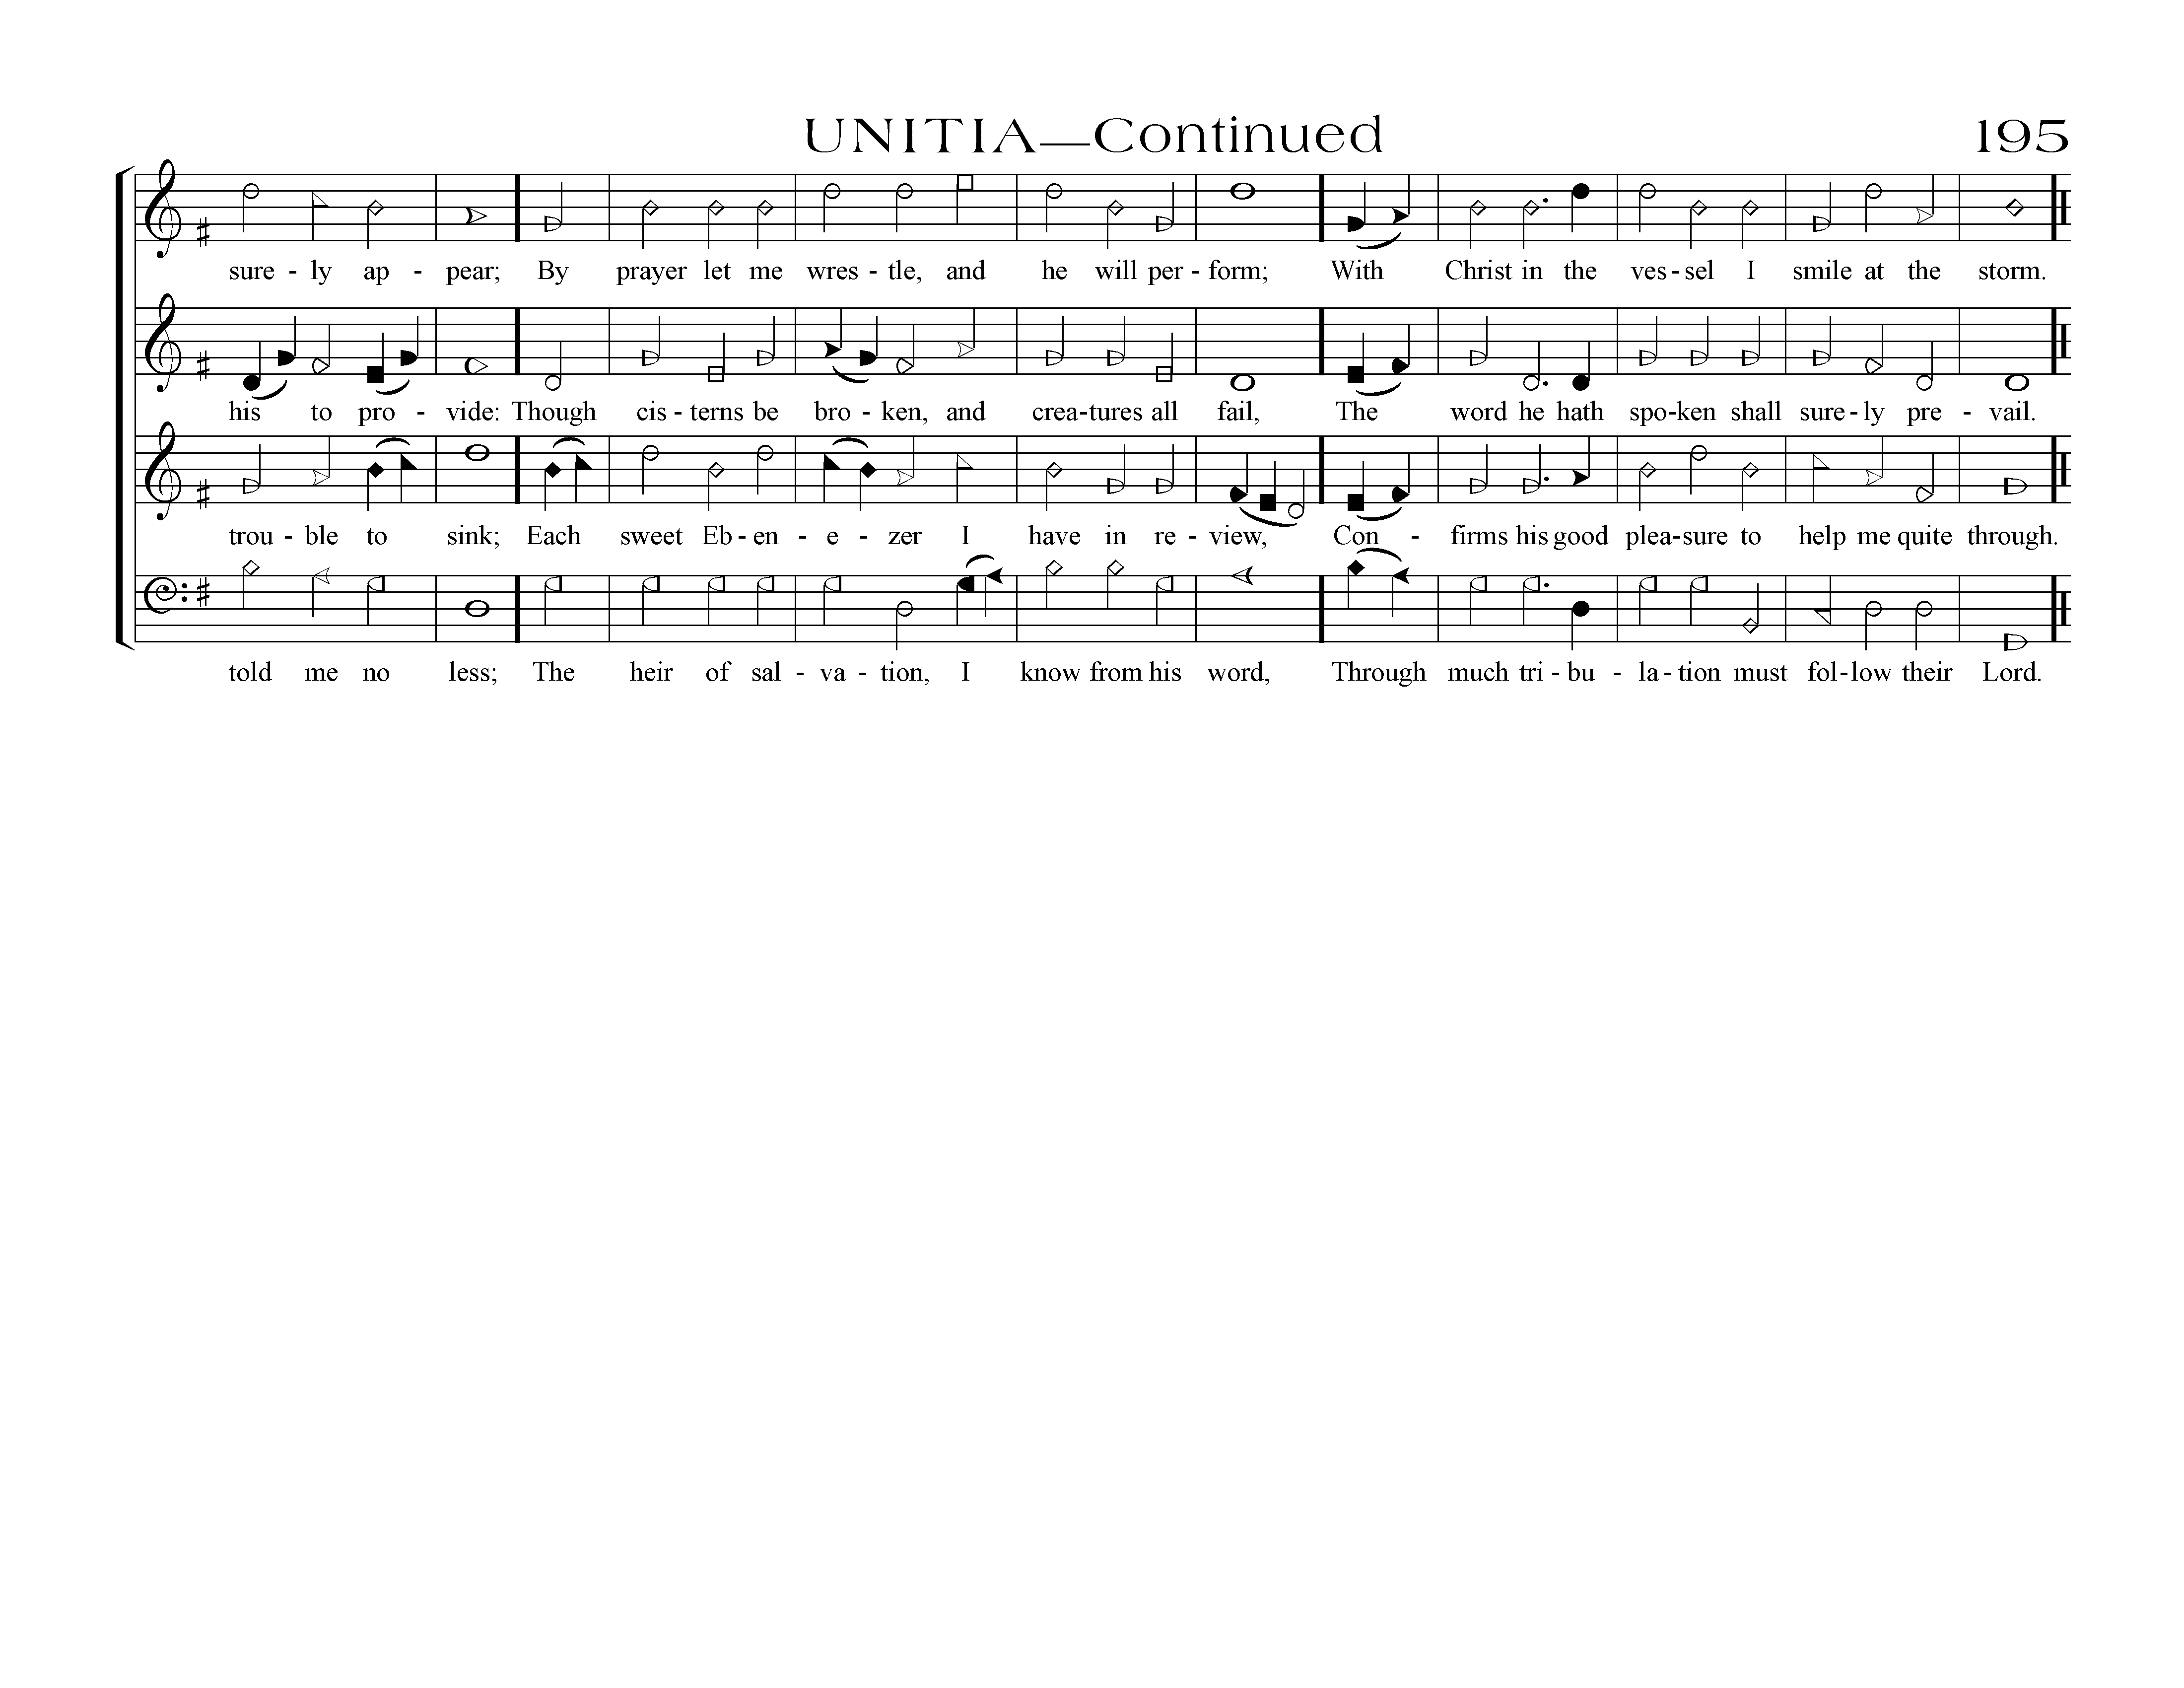 UNITIA—Continued 195
sure - ly ap - pear; By prayer let me wres - tle, and he will per - form; With Christ in the ves - sel I smile at the storm.
his to pro - vide: Though cis - terns be bro - ken, and crea - tures all fail, The word he hath spo - ken shall sure - ly pre - vail.
trou - ble to sink; Each sweet Eb - en - e - zer I have in re - view, Con - firms his good plea - sure to help me quite through.
told me no less; The heir of sal - va - tion, I know from his word, Through much tri - bu - la - tion must fol - low their Lord.